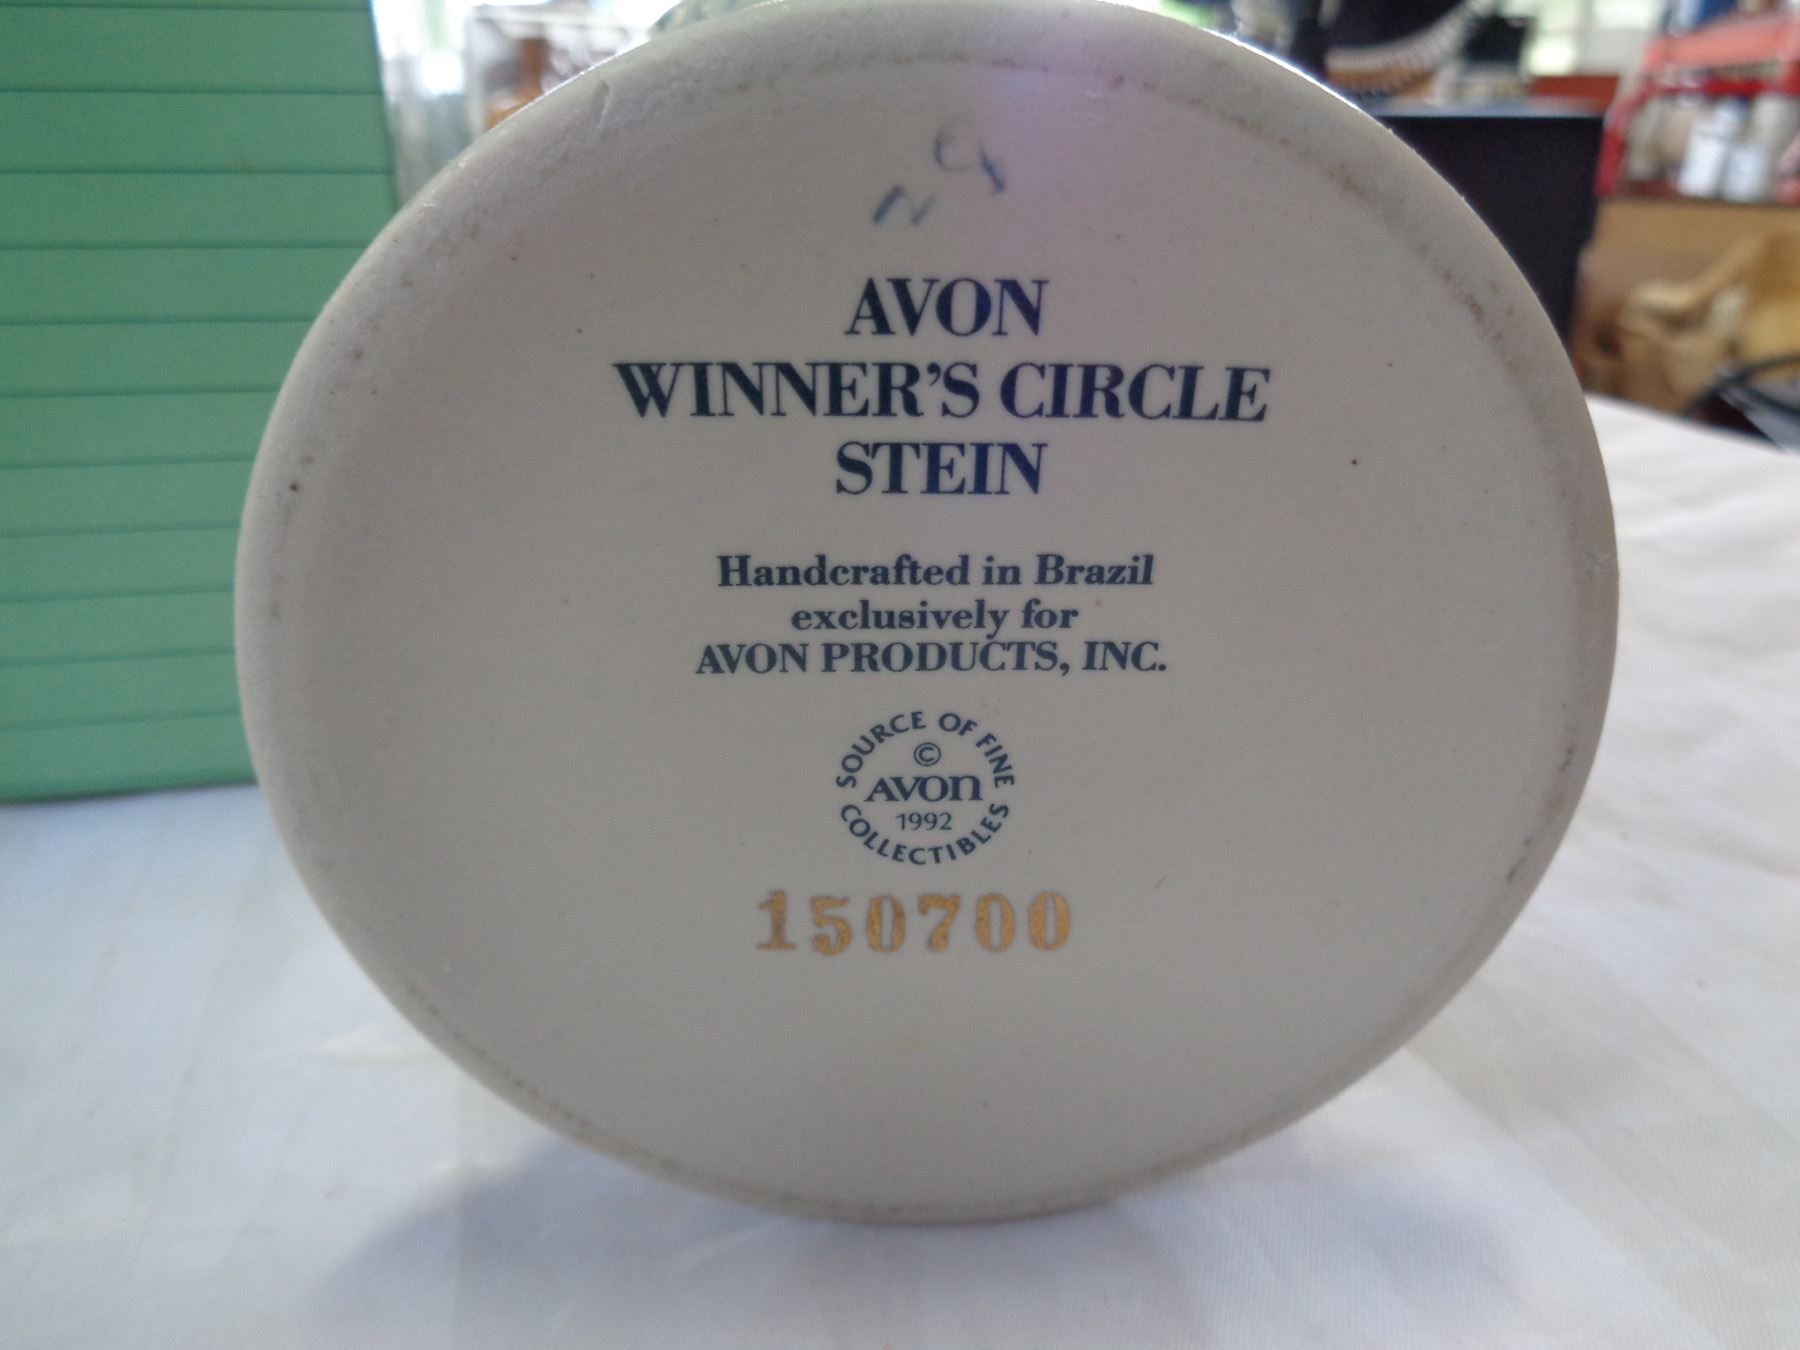 AVON
WINNER'S CIRCLE
STEIN
Handcrafted in Brazil
exclusively for
AVON PRODUCTS, INC.
SOURCE OF FINE
©
AVON
1992
COLLECTIBLES
150700